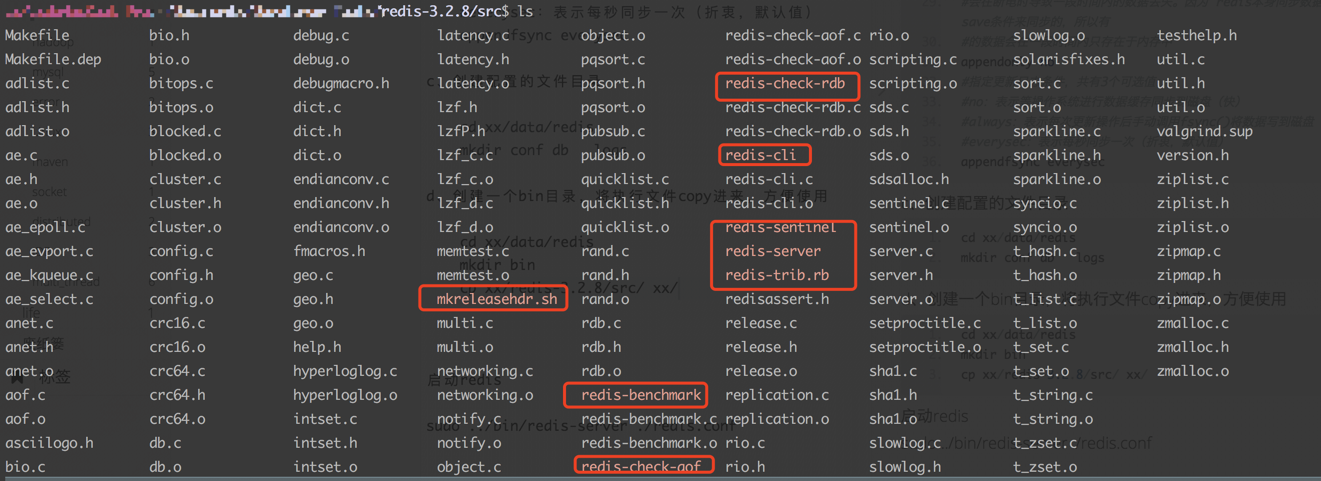 redis-3.2.8/src$ ls
Makefile bio.h debug.c latency.c object.o redis-check-aof.c rio.o slowlog.o testhelp.h
Makefile.dep bio.o debug.o latency.h pqsort.c redis-check-aof.o scripting.c solarisfixes.h util.c
adlist.c bitops.c debugmacro.h latency.o pqsort.h redis-check-rdb scripting.o sort.c util.h
adlist.h bitops.o dict.c lzf.h pqsort.o redis-check-rdb.c sds.c sort.o util.o
adlist.o blocked.c dict.h lzfP.h pubsub.c redis-check-rdb.o sds.h sparkline.c valgrind.sup
ae.c blocked.o dict.o lzf_c.c pubsub.o redis-cli sds.o sparkline.h version.h
ae.h cluster.c endianconv.c lzf_c.o quicklist.c redis-cli.c sdsalloc.h sparkline.o ziplist.c
ae.o cluster.h endianconv.h lzf_d.c quicklist.h redis-cli.o sentinel.c syncio.c ziplist.h
ae_epoll.c cluster.o endianconv.o lzf_d.o quicklist.o redis-sentinel sentinel.o syncio.o ziplist.o
ae_evport.c config.c fmacros.h memtest.c rand.c redis-server server.c t_hash.c zipmap.c
ae_kqueue.c config.h geo.c memtest.o rand.h redis-trib.rb server.h t_hash.o zipmap.h
ae_select.c config.o geo.h mkreleasehdr.sh rand.o redisassert.h server.o t_list.c zipmap.o
anet.c crc16.c geo.o multi.c rdb.c release.c setproctitle.c t_list.o zmalloc.c
anet.h crc16.o help.h multi.o rdb.h release.h setproctitle.o t_set.c zmalloc.h
anet.o crc64.c hyperloglog.c networking.c rdb.o release.o sha1.c t_set.o zmalloc.o
aof.c crc64.h hyperloglog.o networking.o redis-benchmark replication.c sha1.h t_string.c
aof.o crc64.o intset.c notify.c redis-benchmark.c replication.o sha1.o t_string.o
asciilogo.h db.c intset.h notify.o redis-benchmark.o rio.c slowlog.c t_zset.c
bio.c db.o intset.o object.c redis-check-aof rio.h slowlog.h t_zset.o